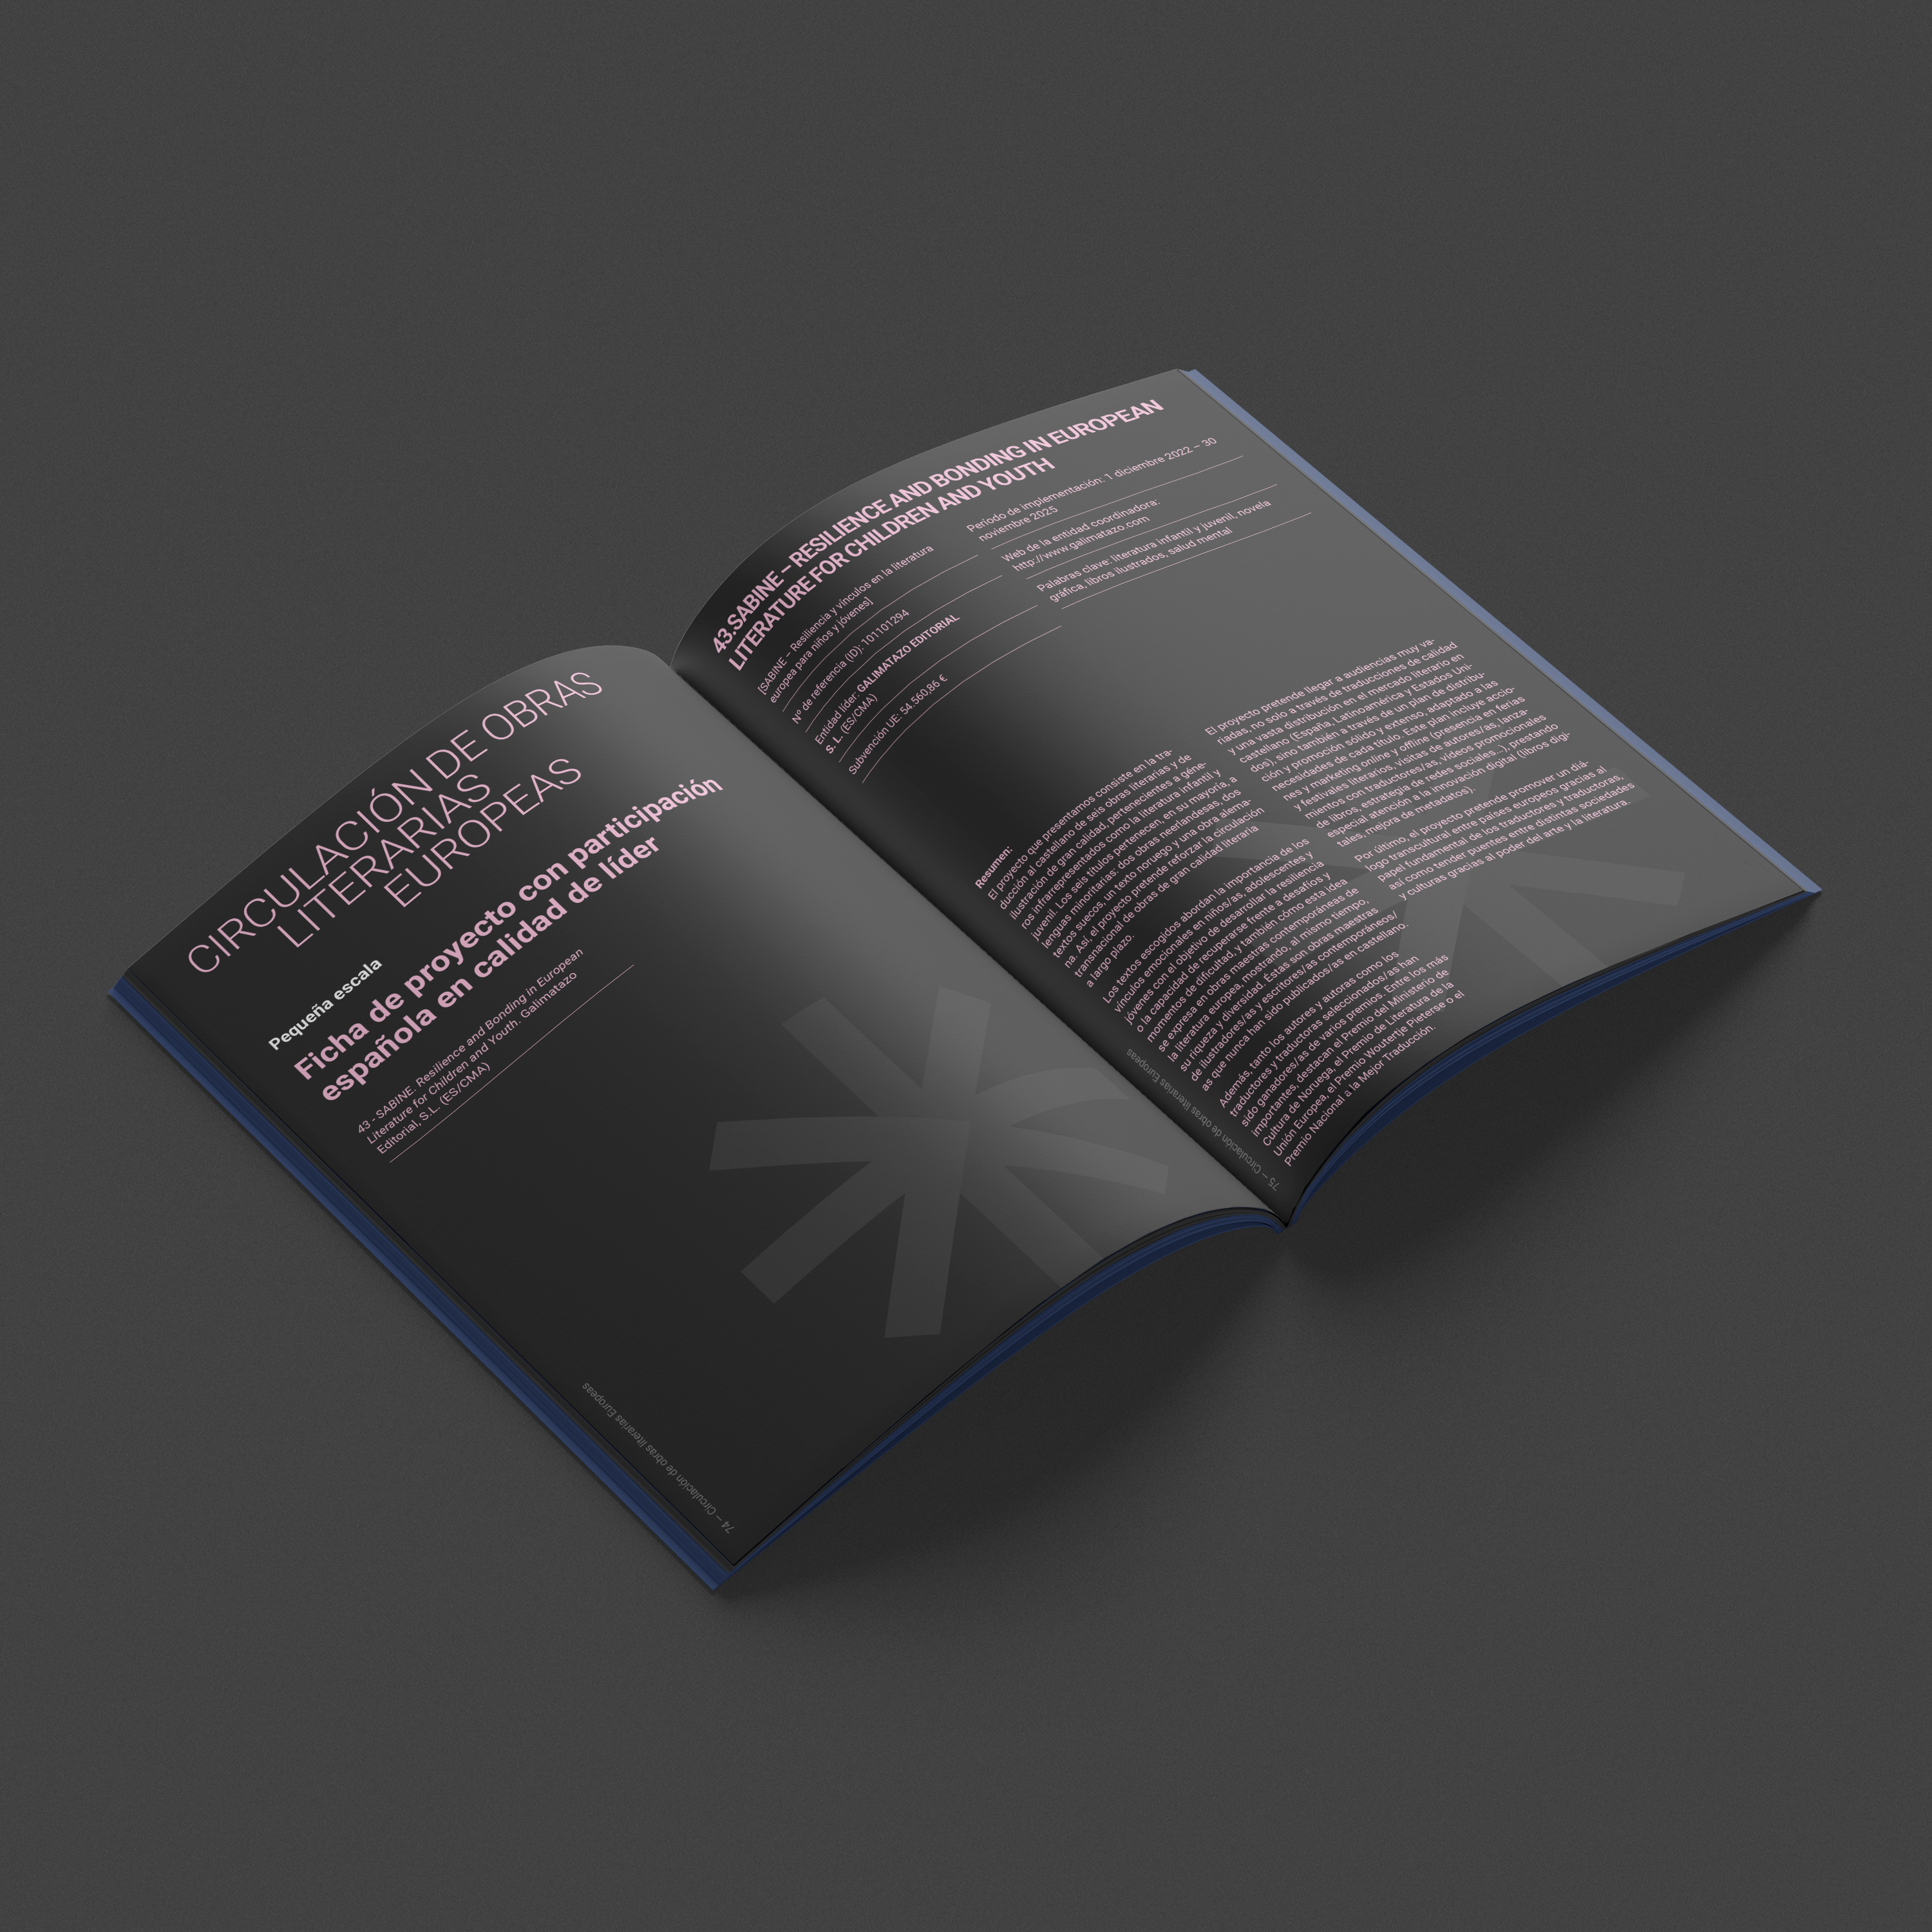 CIRCULACIÓN DE OBRAS
LITERARIAS
EUROPEAS
Pequeña escala
Ficha de proyecto con participación
española en calidad de líder
43 - SABINE. Resilience and Bonding in European
Literature for Children and Youth. Galimatazo
Editorial, S.L. (ES/CMA)
74 — Circulación de obras literarias Europeas
43.SABINE – RESILIENCE AND BONDING IN EUROPEAN
LITERATURE FOR CHILDREN AND YOUTH
[SABINE – Resiliencia y vínculos en la literatura
europea para niños y jóvenes]
Nº de referencia (ID): 101101294
Entidad líder: GALIMATAZO EDITORIAL
S. L. (ES/CMA)
Subvención UE: 54.560,86 €
Periodo de implementación: 1 diciembre 2022 – 30
noviembre 2025
Web de la entidad coordinadora:
http://www.galimatazo.com
Palabras clave: literatura infantil y juvenil, novela
gráfica, libros ilustrados, salud mental
Resumen:
El proyecto que presentamos consiste en la tra-
ducción al castellano de seis obras literarias y de
ilustración de gran calidad, pertenecientes a géne-
ros infrarrepresentados como la literatura infantil y
juvenil. Los seis títulos pertenecen, en su mayoría, a
lenguas minoritarias: dos obras neerlandesas, dos
textos suecos, un texto noruego y una obra alema-
na. Así, el proyecto pretende reforzar la circulación
transnacional de obras de gran calidad literaria
a largo plazo.
Los textos escogidos abordan la importancia de los
vínculos emocionales en niños/as, adolescentes y
jóvenes con el objetivo de desarrollar la resiliencia
o la capacidad de recuperarse frente a desafíos y
momentos de dificultad, y también cómo esta idea
se expresa en obras maestras contemporáneas de
la literatura europea, mostrando, al mismo tiempo,
su riqueza y diversidad. Éstas son obras maestras
de ilustradores/as y escritores/as contemporáneos/
as que nunca han sido publicados/as en castellano.
Además, tanto los autores y autoras como los
traductores y traductoras seleccionados/as han
sido ganadores/as de varios premios. Entre los más
importantes, destacan el Premio del Ministerio de
Cultura de Noruega, el Premio de Literatura de la
Unión Europea, el Premio Woutertje Pieterse o el
Premio Nacional a la Mejor Traducción.
El proyecto pretende llegar a audiencias muy va-
riadas, no solo a través de traducciones de calidad
y una vasta distribución en el mercado literario en
castellano (España, Latinoamérica y Estados Uni-
dos), sino también a través de un plan de distribu-
ción y promoción sólido y extenso, adaptado a las
necesidades de cada título. Este plan incluye accio-
nes y marketing online y offline (presencia en ferias
y festivales literarios, visitas de autores/as, lanza-
mientos con traductores/as, vídeos promocionales
de libros, estrategia de redes sociales...), prestando
especial atención a la innovación digital (libros digi-
tales, mejora de metadatos).
Por último, el proyecto pretende promover un diá-
logo transcultural entre países europeos gracias al
papel fundamental de los traductores y traductoras,
así como tender puentes entre distintas sociedades
y culturas gracias al poder del arte y la literatura.
75 — Circulación de obras literarias Europeas